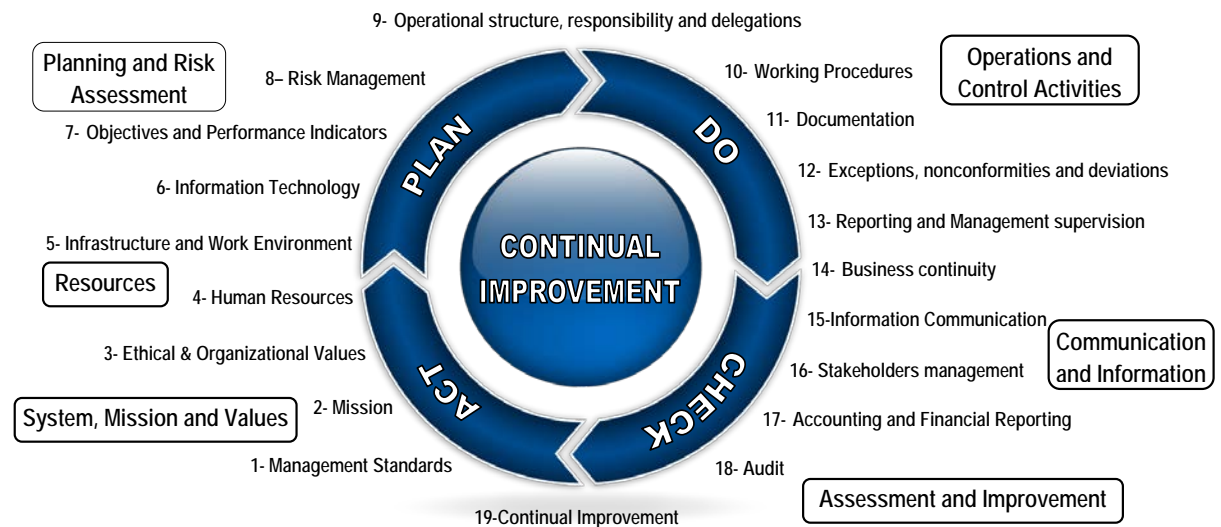 9- Operational structure, responsibility and delegations
Planning and Risk
Assessment
8– Risk Management
7- Objectives and Performance Indicators
6- Information Technology
5- Infrastructure and Work Environment
Resources
4- Human Resources
3- Ethical & Organizational Values
System, Mission and Values
2- Mission
1- Management Standards
PLAN
DO
CHECK
ACT
CONTINUAL
IMPROVEMENT
Operations and
Control Activities
10- Working Procedures
11- Documentation
12- Exceptions, nonconformities and deviations
13- Reporting and Management supervision
14- Business continuity
15-Information Communication
Communication
and Information
16- Stakeholders management
17- Accounting and Financial Reporting
18- Audit
Assessment and Improvement
19-Continual Improvement